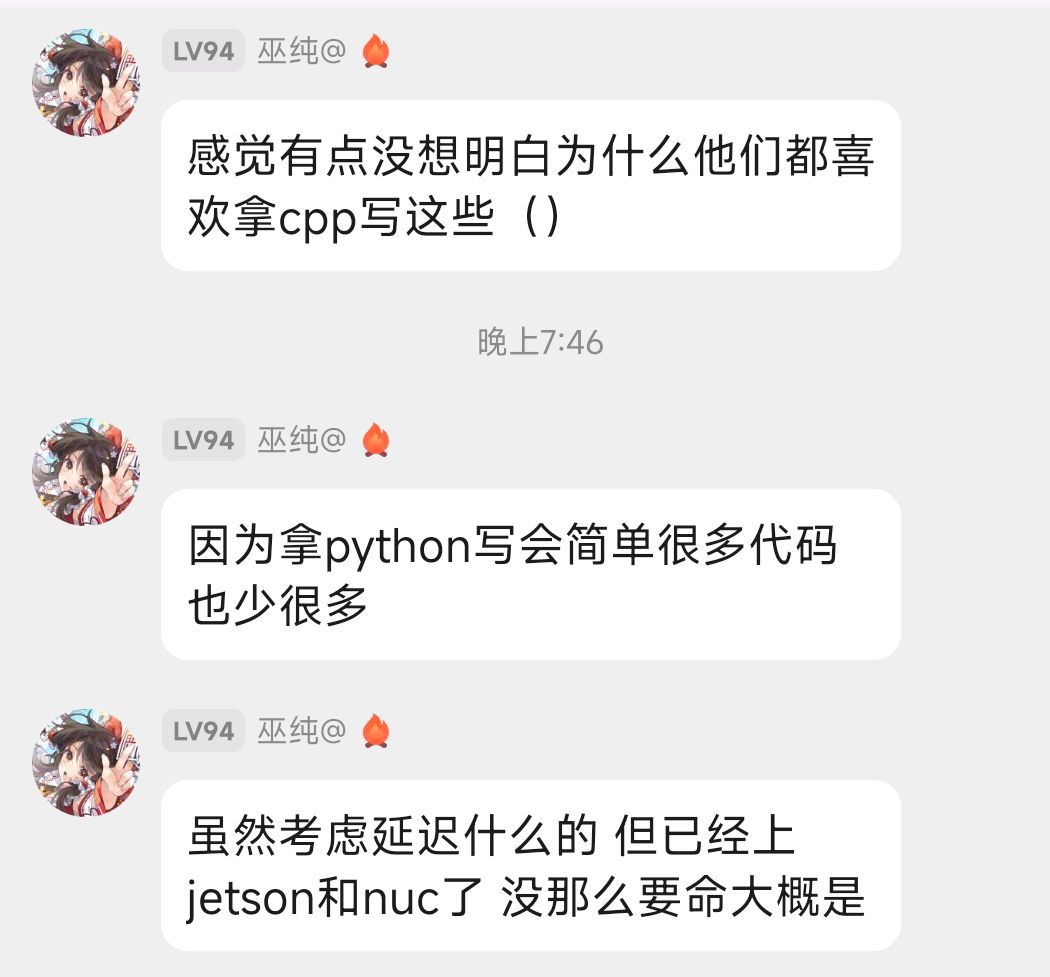 LV94 巫纯@ 🔥
感觉有点没想明白为什么他们都喜
欢拿cpp写这些（）
晚上7:46
LV94 巫纯@ 🔥
因为拿python写会简单很多代码
也少很多
LV94 巫纯@ 🔥
虽然考虑延迟什么的 但已经上
jetson和nuc了 没那么要命大概是